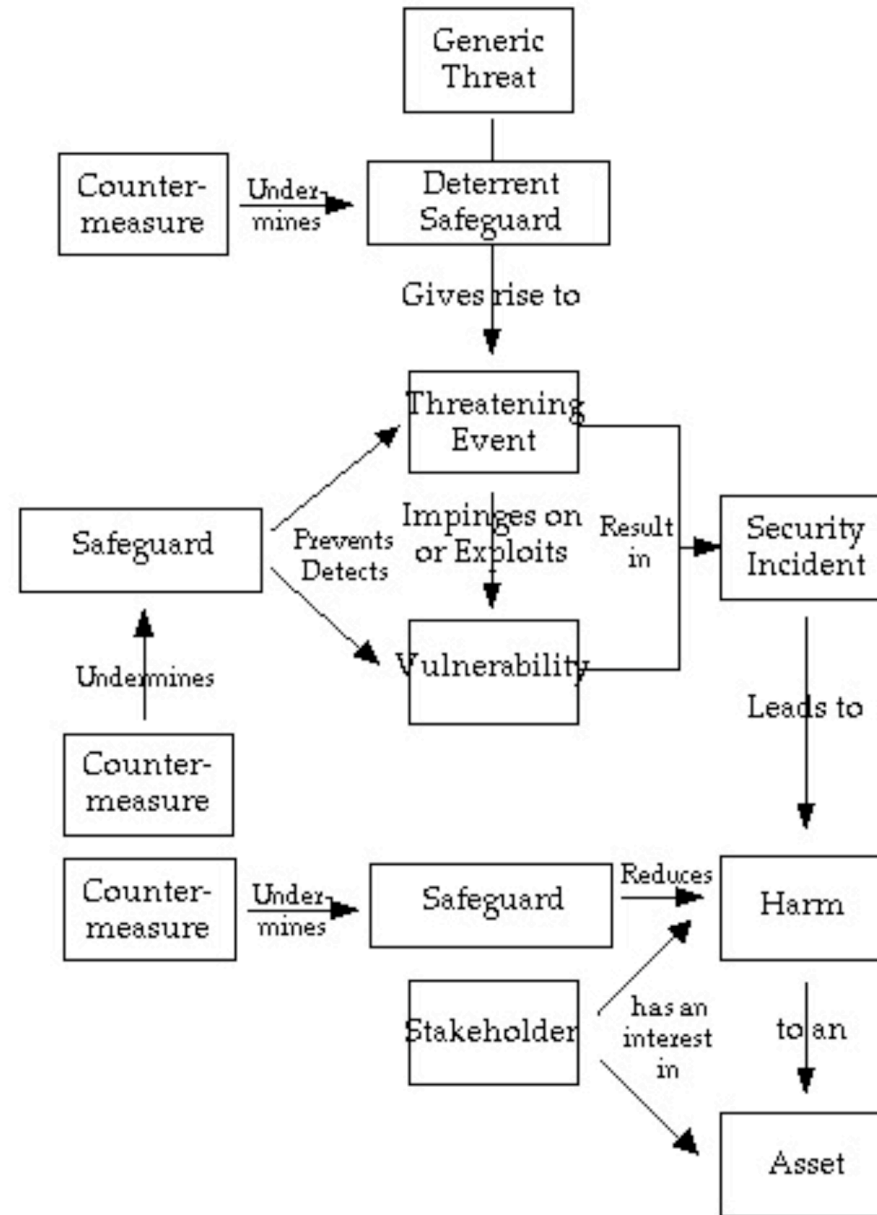 Generic
Threat
Counter-
measure
Under-
mines
Deterrent
Safeguard
Gives rise to
Threatening
Event
Safeguard
Prevents
Detects
Impinges on
or Exploits
Result
in
Security
Incident
Vulnerability
Undermines
Leads to
Counter-
measure
Counter-
measure
Under-
mines
Safeguard
Reduces
Harm
Stakeholder
has an
interest
in
to an
Asset